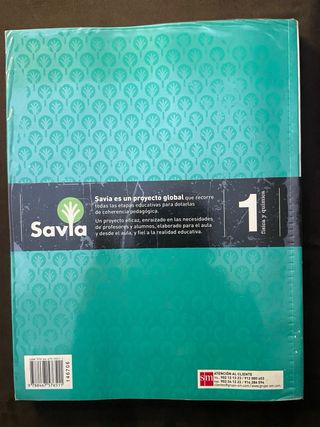 Savia
Savia es un proyecto global que recorre
todas las etapas educativas para dotarlas
de coherencia pedagógica.
Un proyecto eficaz, enraizado en las necesidades
de profesores y alumnos, elaborado para el aula
y desde el aula, y fiel a la realidad educativa.
1
física y química
146706
sm
ATENCIÓN AL CLIENTE